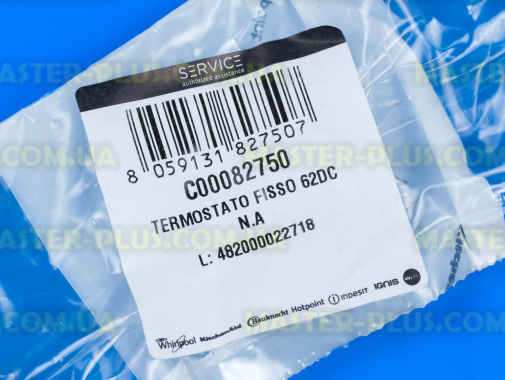 SERVICE
authorized assistance
8 059131 827507
C00082750
TERMOSTATO FISSO 62DC
N.A
L: 482000022718
Whirlpool KitchenAid Bauknecht Hotpoint indesit IGNIS
MASTER-PLUS.COM.UA